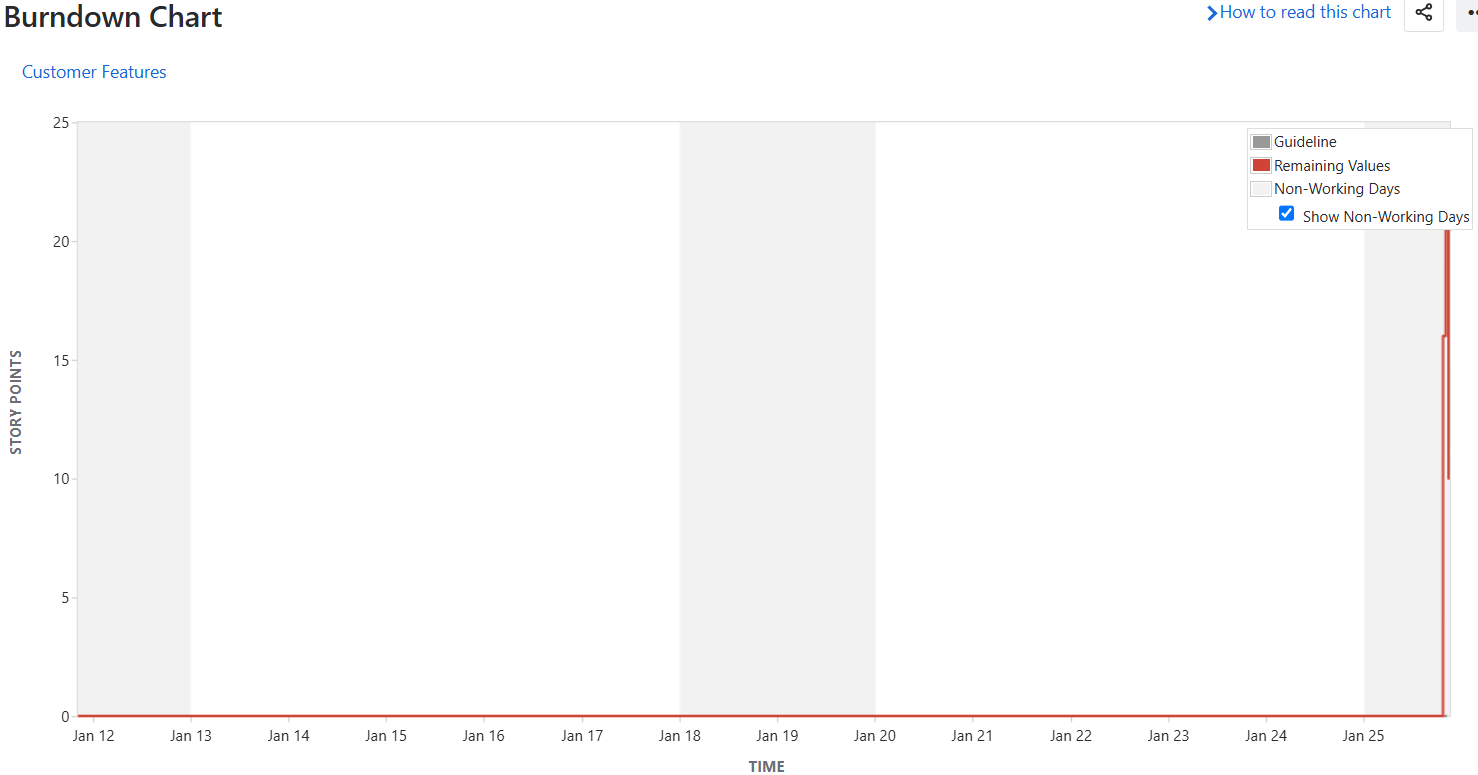 Burndown Chart
How to read this chart
Customer Features
Guideline
Remaining Values
Non-Working Days
Show Non-Working Days
25
20
15
10
5
0
STORY POINTS
Jan 12 Jan 13 Jan 14 Jan 15 Jan 16 Jan 17 Jan 18 Jan 19 Jan 20 Jan 21 Jan 22 Jan 23 Jan 24 Jan 25
TIME